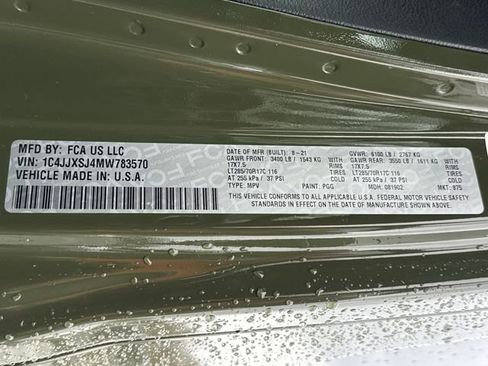 MFD BY: FCA US LLC
VIN: 1C4JJXSJ4MW783570
VEHICLE MADE IN: U.S.A.
DATE OF MFR (BUILT): 8-21 GVWR: 6100 LB / 2767 KG
GAWR FRONT: 3400 LB / 1543 KG WITH GAWR REAR: 3550 LB / 1611 KG WITH
17X7.5 RIMS 17X7.5 RIMS
LT285/70R17C 116 TIRES LT285/70R17C 116 TIRES
AT 255 kPa / 37 PSI COLD AT 255 kPa / 37 PSI COLD
TYPE: MPV PAINT: PGG MDH: 081902 MKT: 875
THIS VEHICLE CONFORMS TO ALL APPLICABLE U.S.A. FEDERAL MOTOR VEHICLE SAFETY
STANDARDS IN EFFECT ON THE DATE OF MANUFACTURE SHOWN ABOVE.